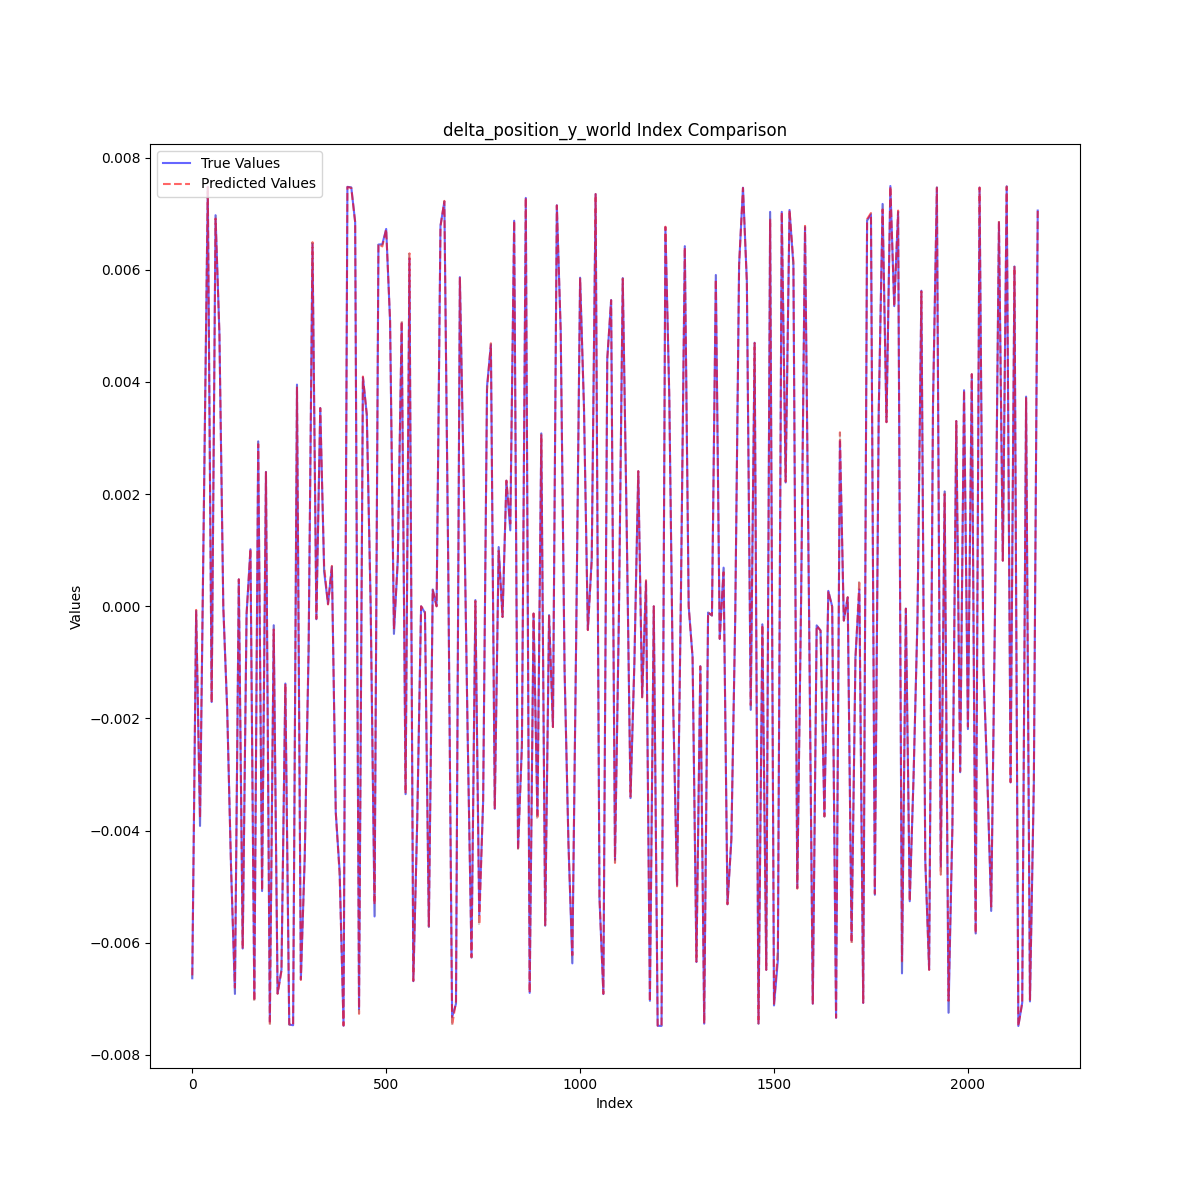 delta_position_y_world Index Comparison
True Values
Predicted Values
0.008
0.006
0.004
0.002
0.000
−0.002
−0.004
−0.006
−0.008
Values
0
500
1000
1500
2000
Index